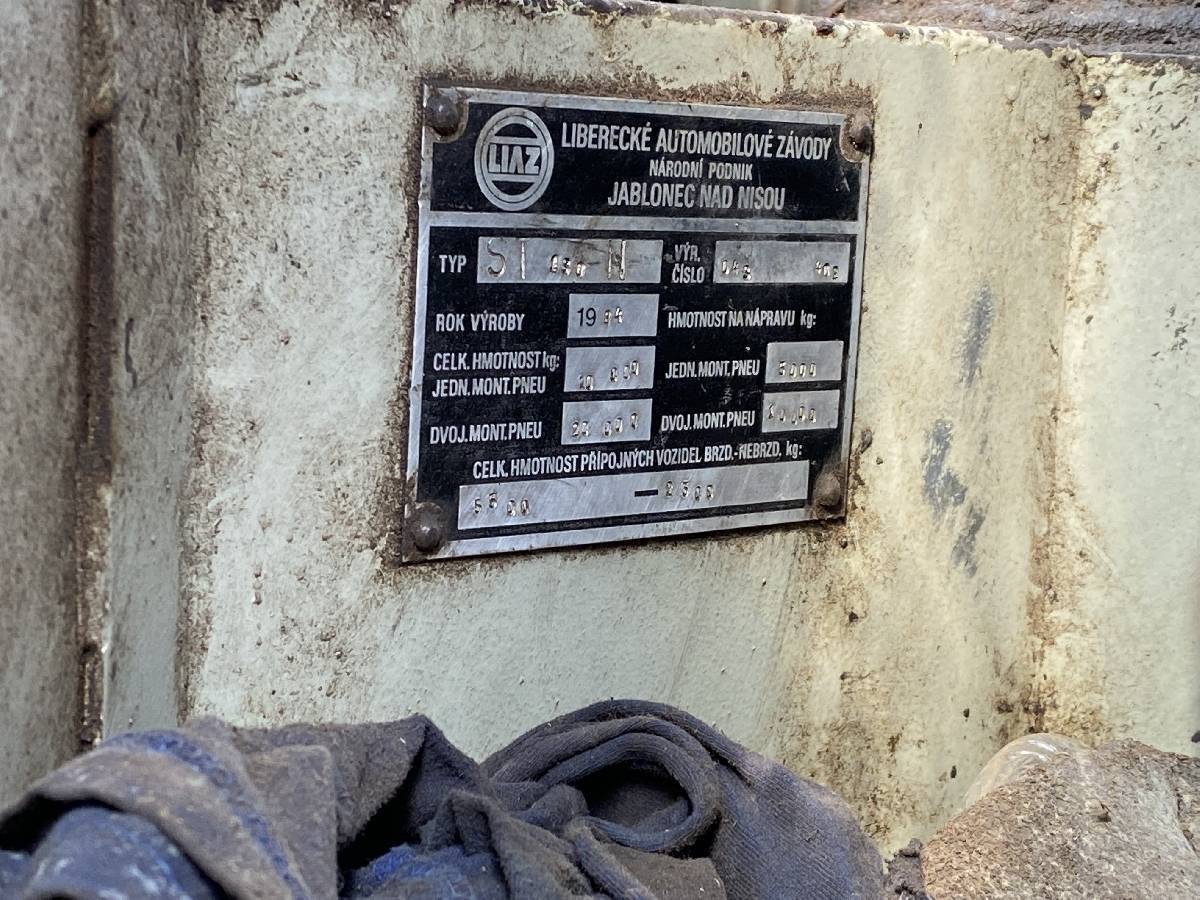 LIAZ
LIBERECKÉ AUTOMOBILOVÉ ZÁVODY
NÁRODNÍ PODNIK
JABLONEC NAD NISOU
TYP
VÝR. ČÍSLO
ROK VÝROBY 19
HMOTNOST NA NÁPRAVU kg:
CELK. HMOTNOST kg:
JEDN. MONT. PNEU
JEDN. MONT. PNEU 5000
DVOJ. MONT. PNEU
DVOJ. MONT. PNEU
CELK. HMOTNOST PŘÍPOJNÝCH VOZIDEL BRZD.-NEBRZD. kg:
— 2500